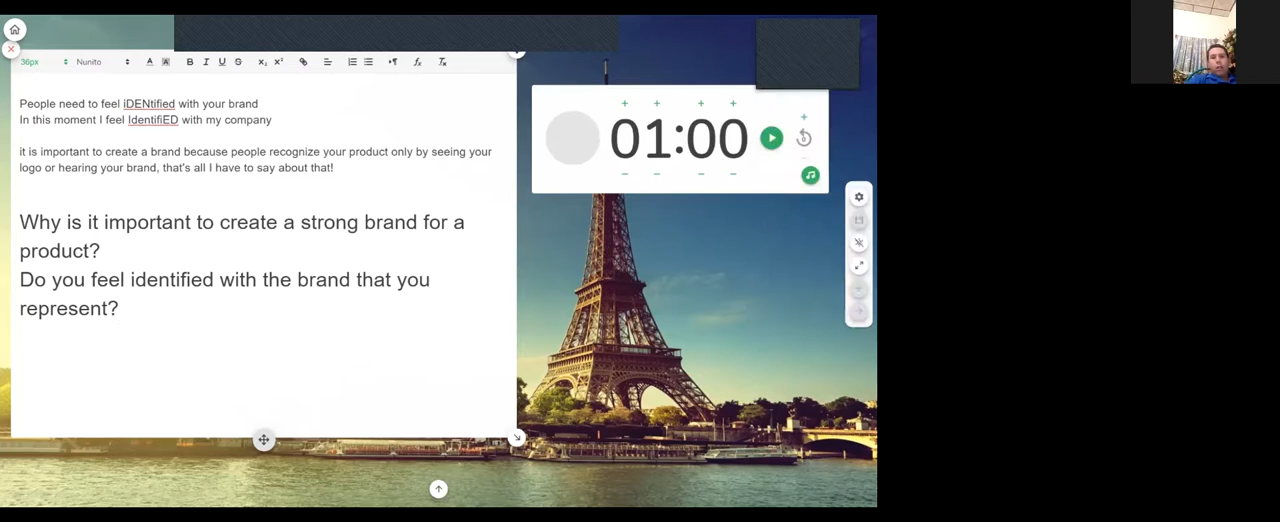 36px
Nunito
People need to feel iDENtified with your brand
In this moment I feel IdentifiED with my company
it is important to create a brand because people recognize your product only by seeing your
logo or hearing your brand, that's all I have to say about that!
Why is it important to create a strong brand for a
product?
Do you feel identified with the brand that you
represent?
01:00